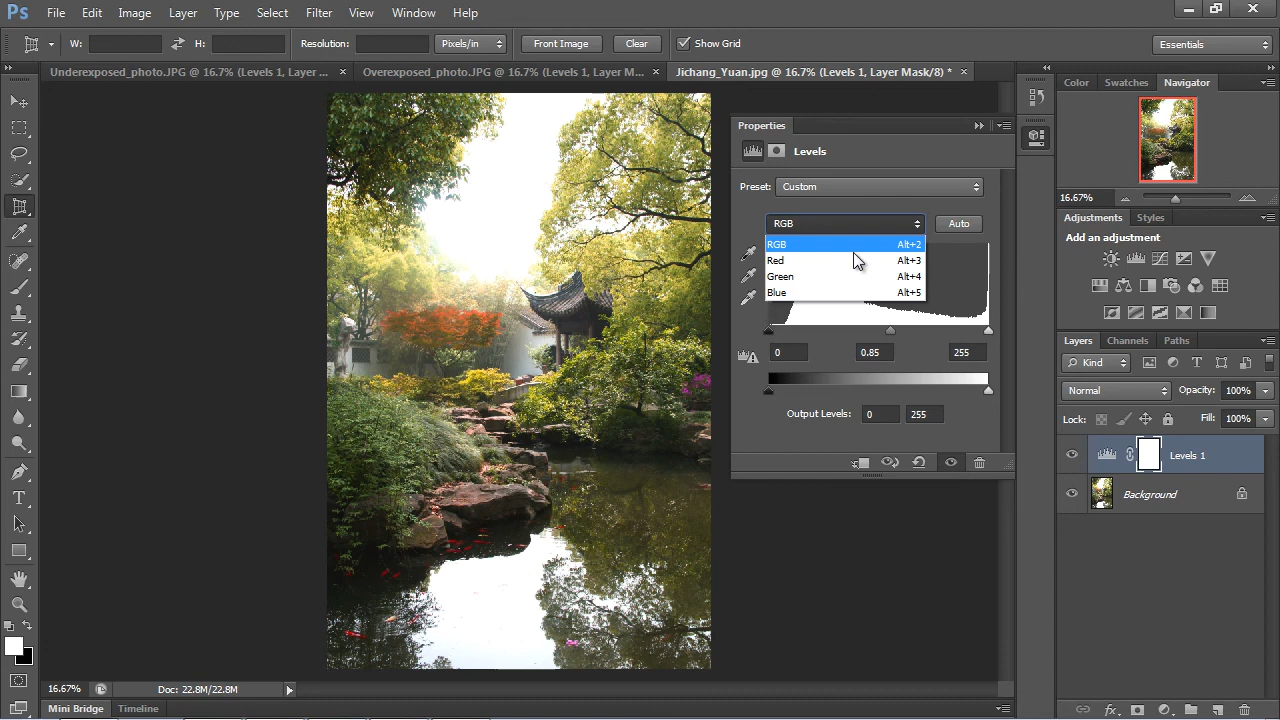 Ps File Edit Image Layer Type Select Filter View Window Help
W: H: Resolution: Pixels/in Front Image Clear Show Grid Essentials
Underexposed_photo.JPG @ 16.7% (Levels 1, Layer ... × Overexposed_photo.JPG @ 16.7% (Levels 1, Layer M... × Jichang_Yuan.jpg @ 16.7% (Levels 1, Layer Mask/8) * ×
Color Swatches Navigator
Properties
Levels
Preset: Custom
16.67%
RGB Auto
Adjustments Styles
Add an adjustment
RGB Alt+2
Red Alt+3
Green Alt+4
Blue Alt+5
Layers Channels Paths
0 0.85 255
Kind
Normal Opacity: 100%
Output Levels: 0 255
Lock: Fill: 100%
Levels 1
Background
T
16.67% Doc: 22.8M/22.8M
Mini Bridge Timeline
fx